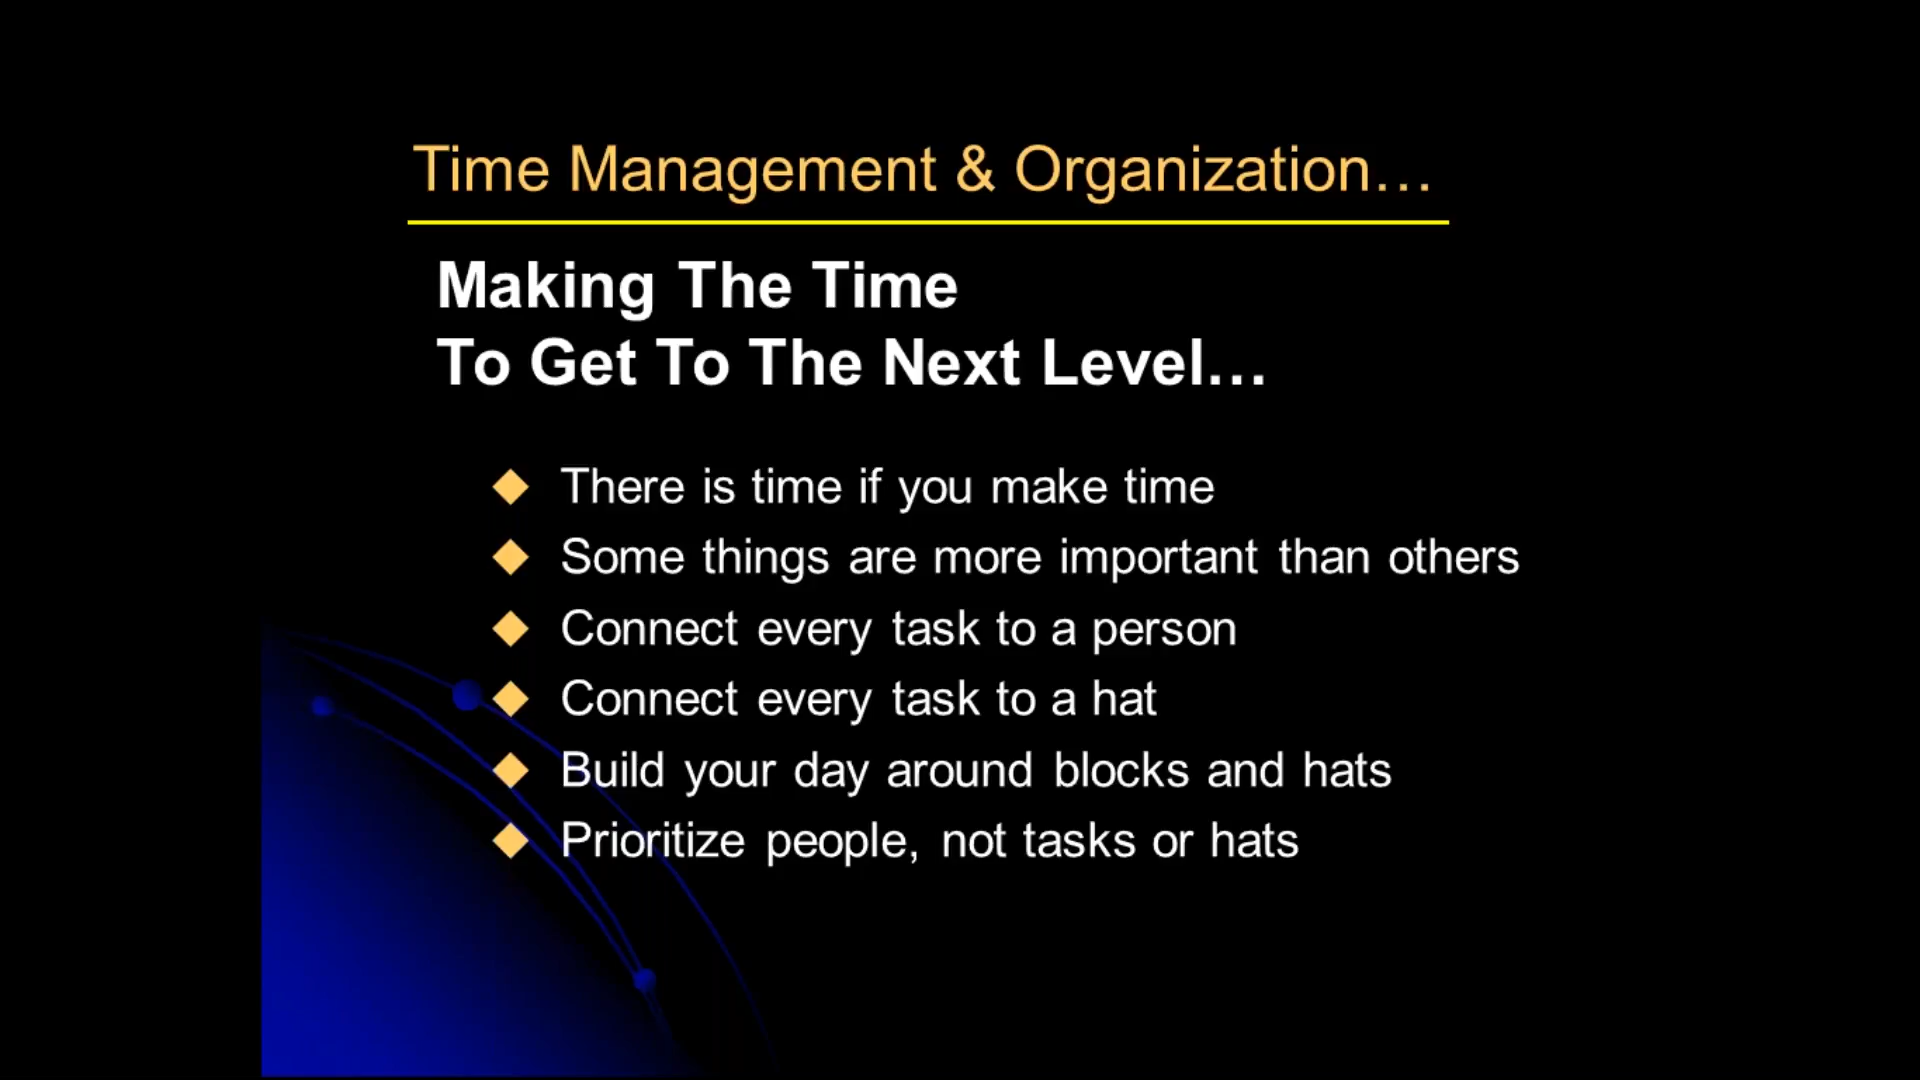 Time Management & Organization…
Making The Time
To Get To The Next Level…
There is time if you make time
Some things are more important than others
Connect every task to a person
Connect every task to a hat
Build your day around blocks and hats
Prioritize people, not tasks or hats